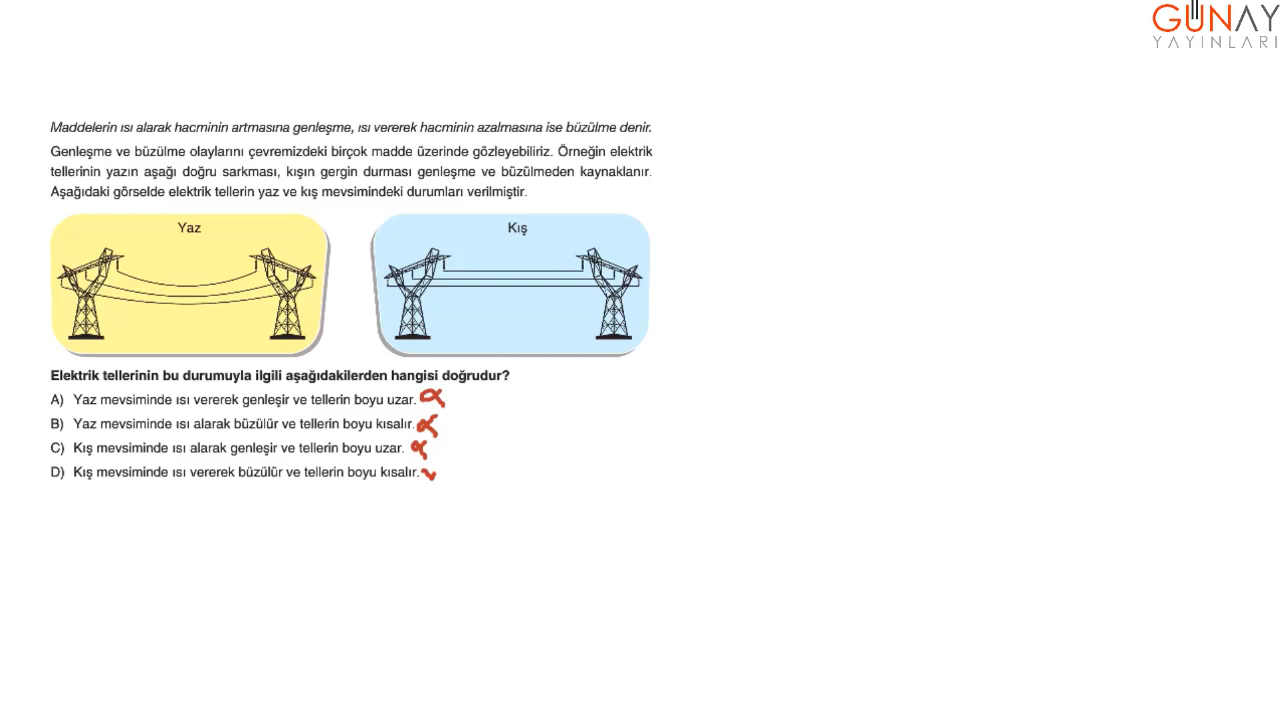 GÜNAY
YAYINLARI
Maddelerin ısı alarak hacminin artmasına genleşme, ısı vererek hacminin azalmasına ise büzülme denir.
Genleşme ve büzülme olaylarını çevremizdeki birçok madde üzerinde gözleyebiliriz. Örneğin elektrik
tellerinin yazın aşağı doğru sarkması, kışın gergin durması genleşme ve büzülmeden kaynaklanır.
Aşağıdaki görselde elektrik tellerin yaz ve kış mevsimindeki durumları verilmiştir.
Yaz
Kış
Elektrik tellerinin bu durumuyla ilgili aşağıdakilerden hangisi doğrudur?
A) Yaz mevsiminde ısı vererek genleşir ve tellerin boyu uzar.
B) Yaz mevsiminde ısı alarak büzülür ve tellerin boyu kısalır.
C) Kış mevsiminde ısı alarak genleşir ve tellerin boyu uzar.
D) Kış mevsiminde ısı vererek büzülür ve tellerin boyu kısalır.